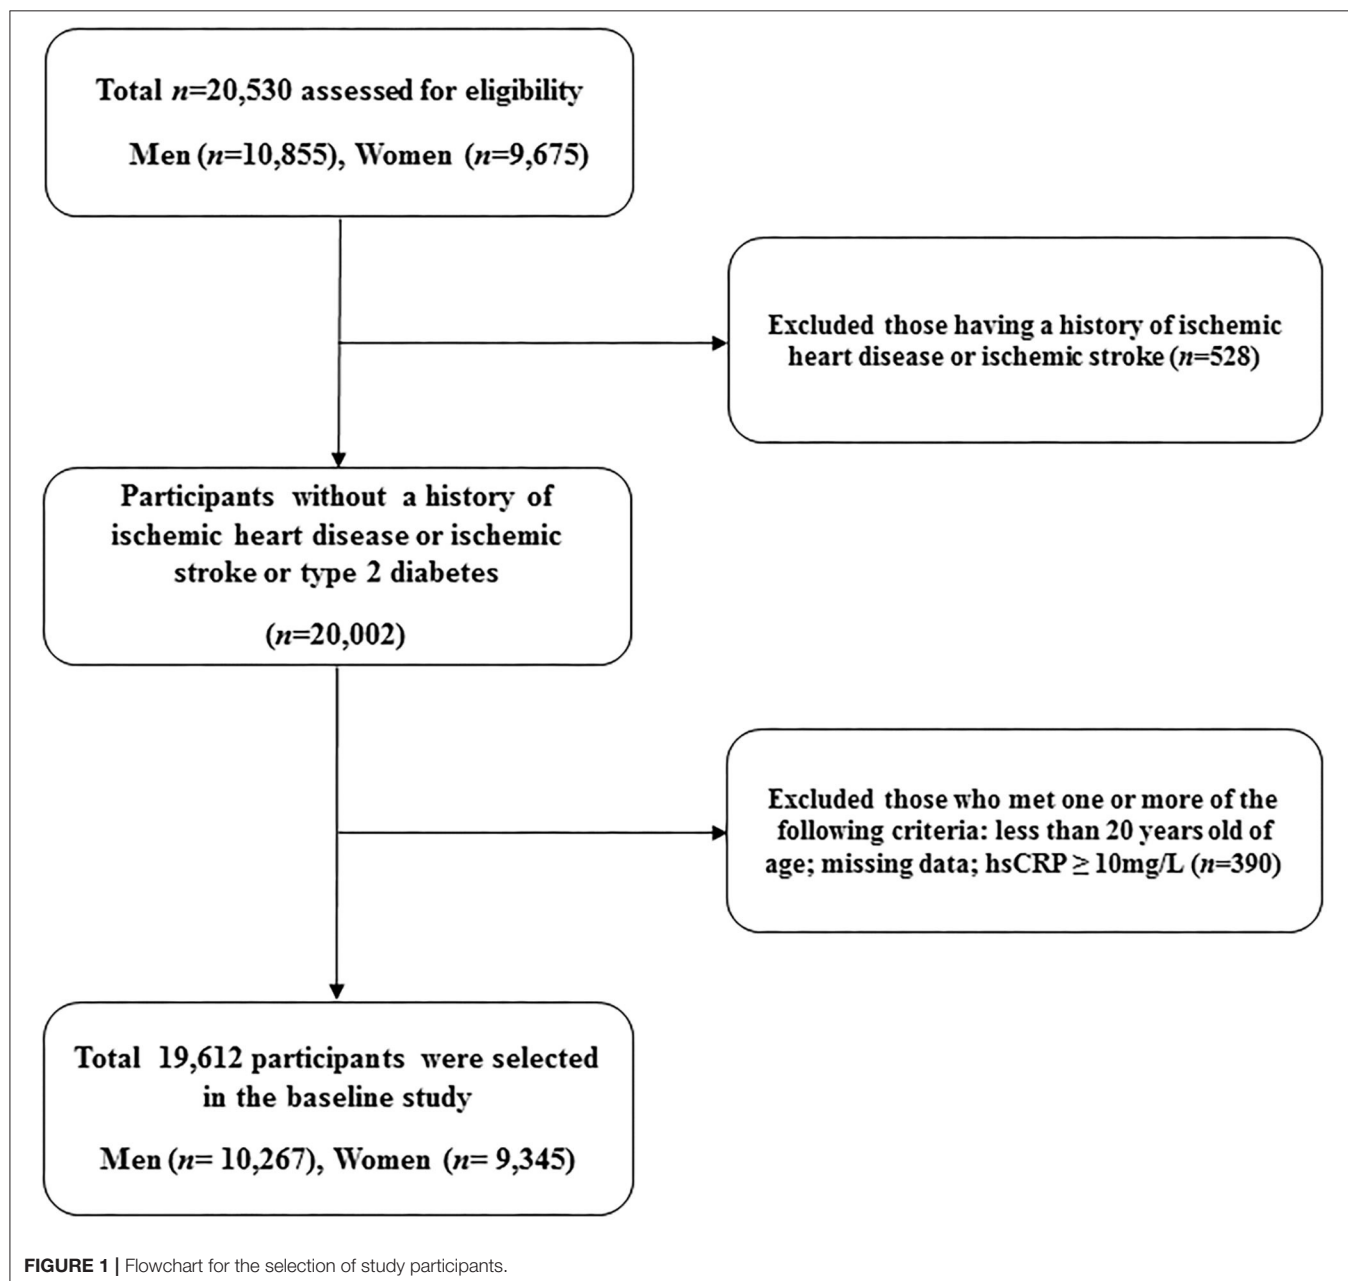 Total n=20,530 assessed for eligibility
Men (n=10,855), Women (n=9,675)
Excluded those having a history of ischemic
heart disease or ischemic stroke (n=528)
Participants without a history of
ischemic heart disease or ischemic
stroke or type 2 diabetes
(n=20,002)
Excluded those who met one or more of the
following criteria: less than 20 years old of
age; missing data; hsCRP ≥ 10mg/L (n=390)
Total 19,612 participants were selected
in the baseline study
Men (n= 10,267), Women (n= 9,345)
FIGURE 1 | Flowchart for the selection of study participants.